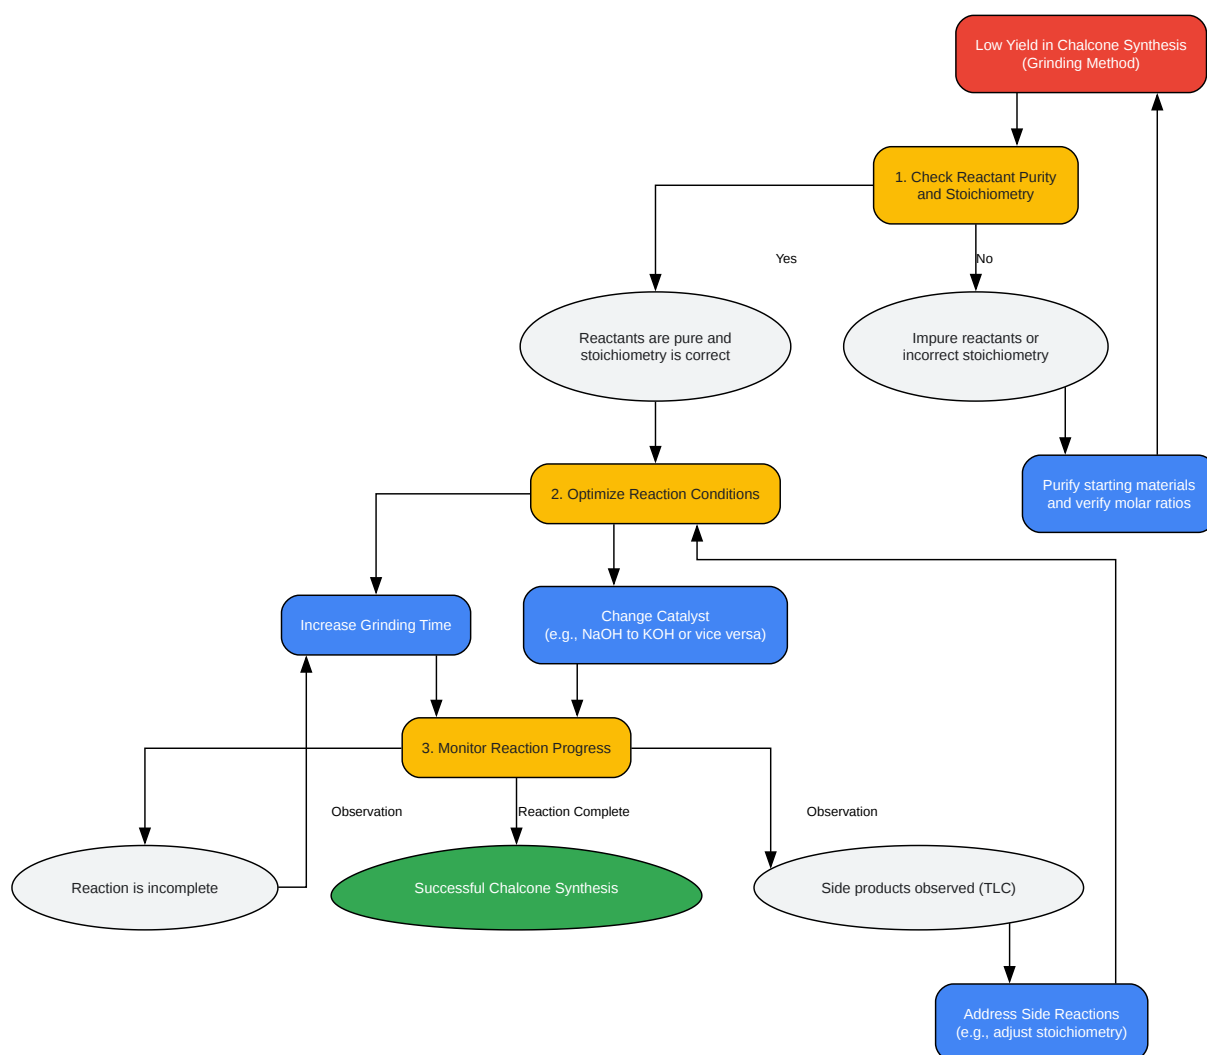 Low Yield in Chalcone Synthesis
(Grinding Method)
1. Check Reactant Purity
and Stoichiometry
Yes
No
Reactants are pure and
stoichiometry is correct
Impure reactants or
incorrect stoichiometry
Purify starting materials
and verify molar ratios
2. Optimize Reaction Conditions
Increase Grinding Time
Change Catalyst
(e.g., NaOH to KOH or vice versa)
3. Monitor Reaction Progress
Observation
Reaction Complete
Observation
Reaction is incomplete
Successful Chalcone Synthesis
Side products observed (TLC)
Address Side Reactions
(e.g., adjust stoichiometry)